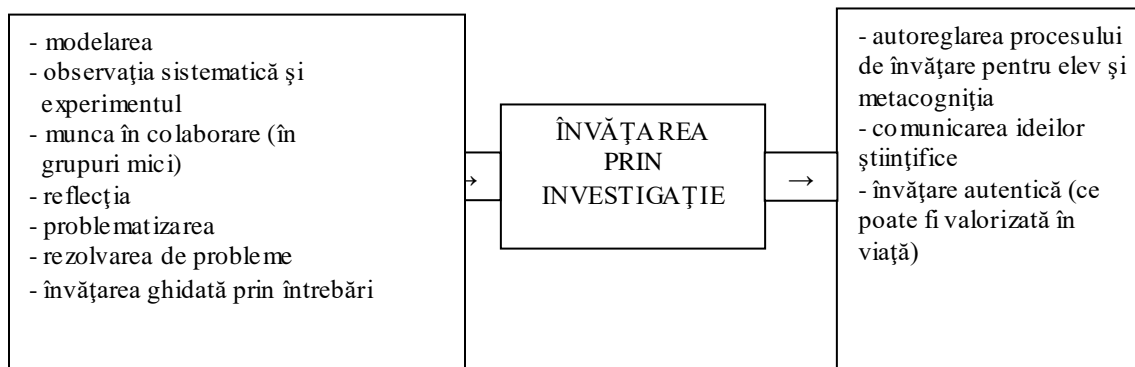 - modelarea
- observaţia sistematică şi
experimentul
- munca în colaborare (în
grupuri mici)
- reflecţia
- problematizarea
- rezolvarea de probleme
- învăţarea ghidată prin întrebări
→
ÎNVĂŢAREA
PRIN
INVESTIGAŢIE
→
- autoreglarea procesului
de învăţare pentru elev şi
metacogniţia
- comunicarea ideilor
ştiinţifice
- învăţare autentică (ce
poate fi valorizată în
viaţă)